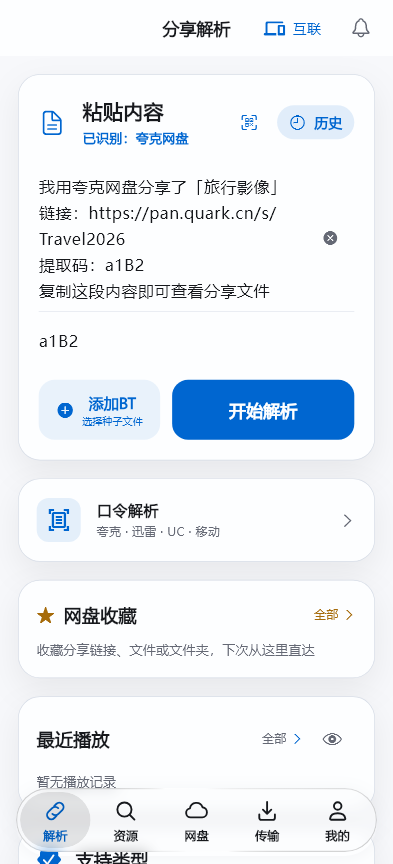 分享解析
互联
粘贴内容
已识别：夸克网盘
历史
我用夸克网盘分享了「旅行影像」
链接：https://pan.quark.cn/s/
Travel2026
提取码：a1B2
复制这段内容即可查看分享文件
a1B2
添加BT
选择种子文件
开始解析
口令解析
夸克 · 迅雷 · UC · 移动
网盘收藏
全部
收藏分享链接、文件或文件夹，下次从这里直达
最近播放
全部
暂无播放记录
解析
资源
网盘
传输
我的
支持类型